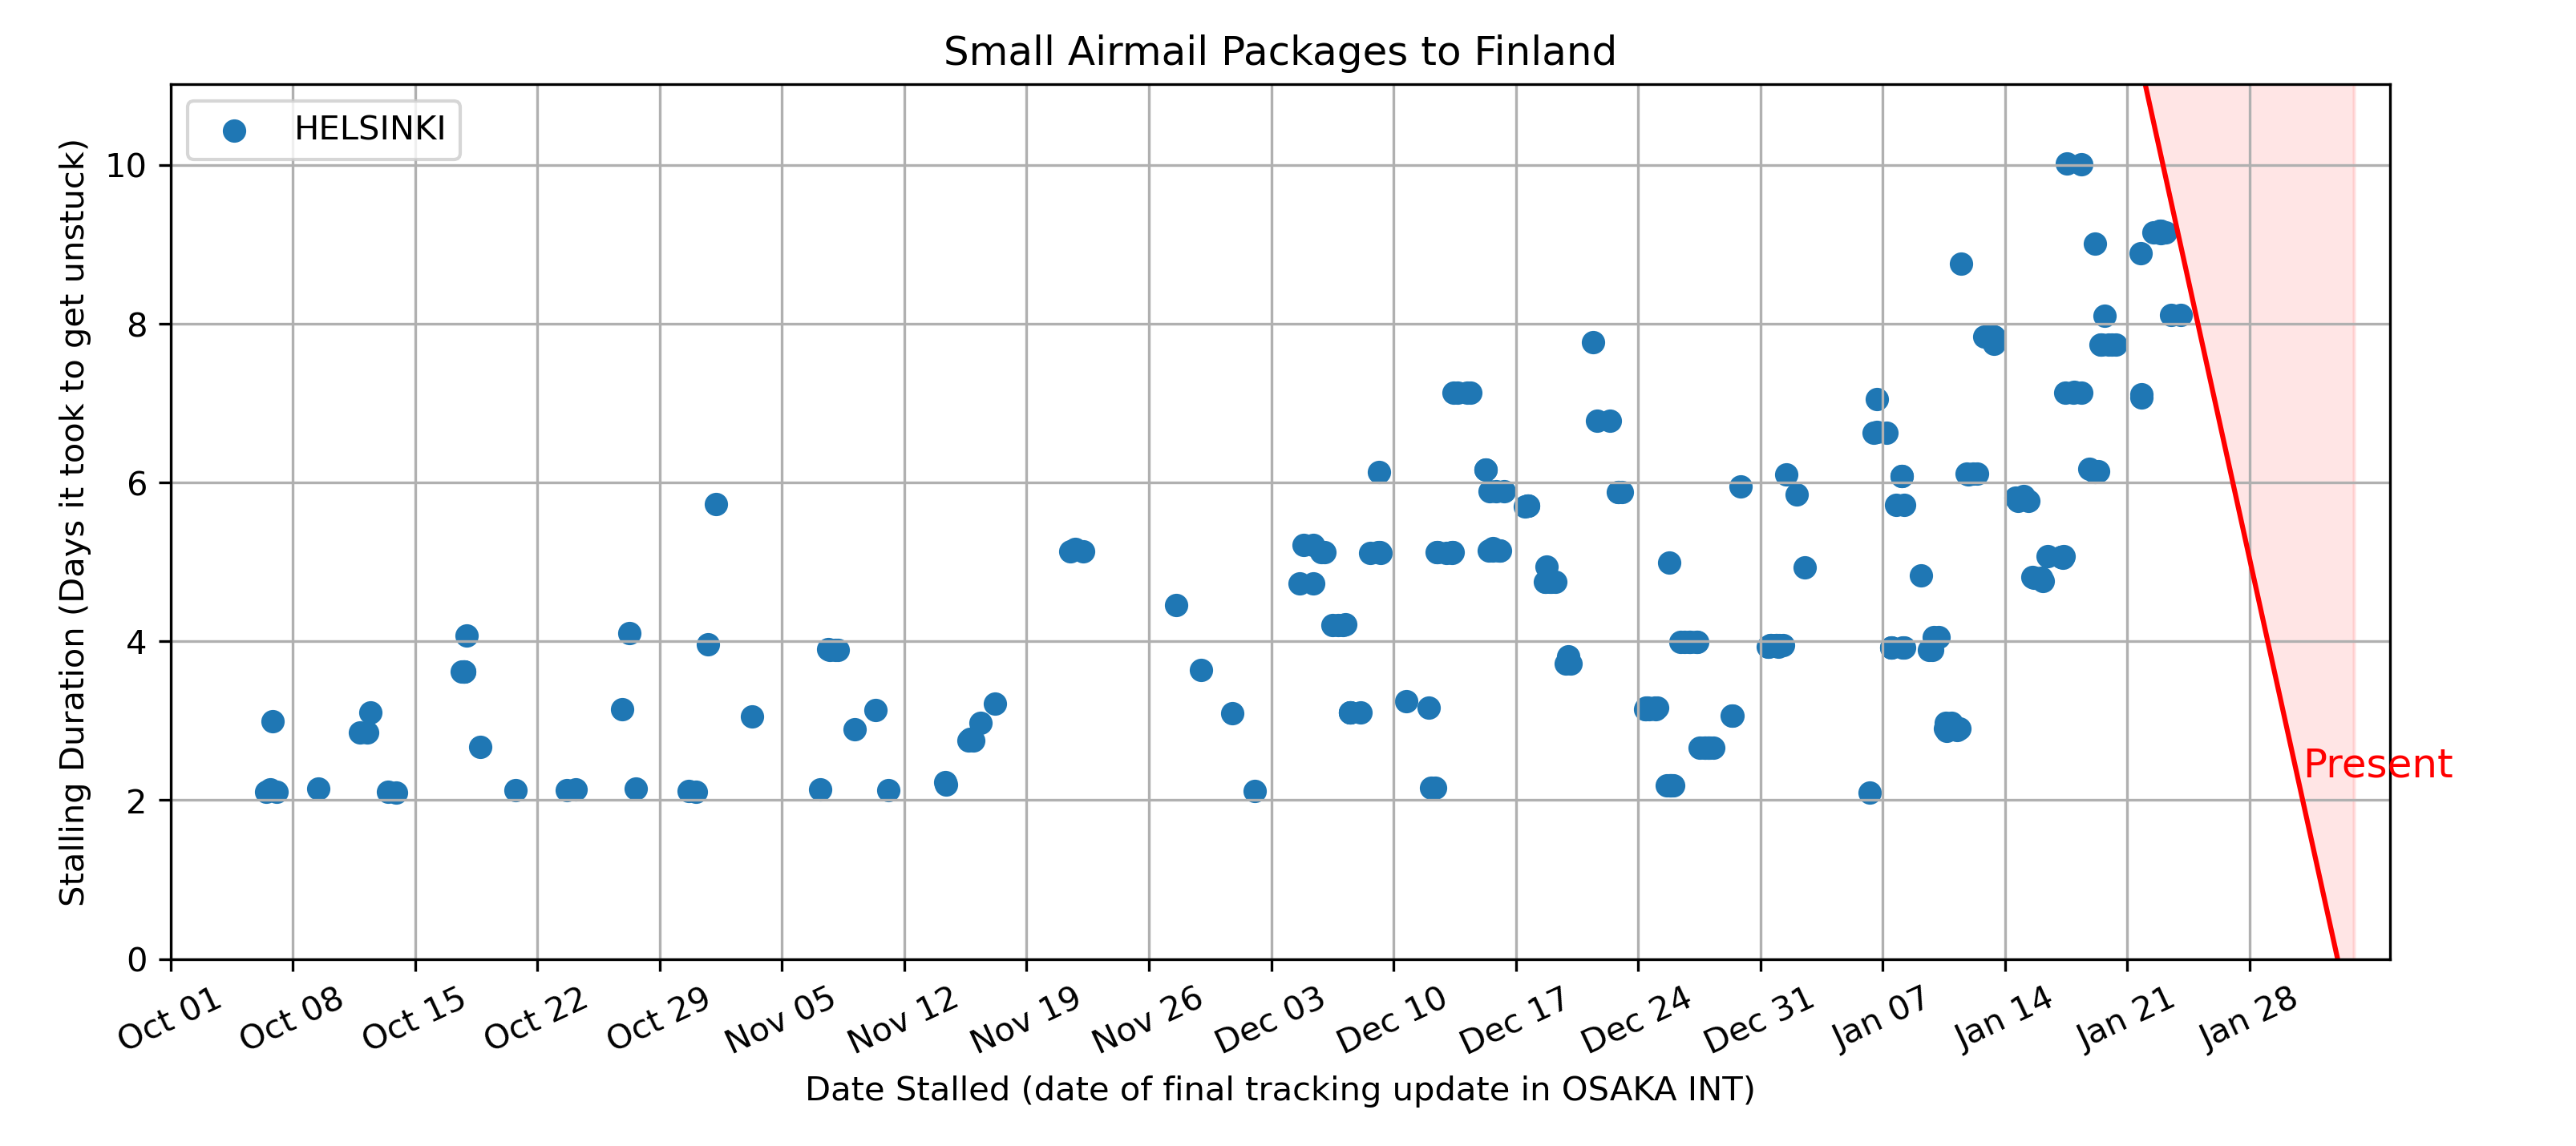 Small Airmail Packages to Finland
HELSINKI
Stalling Duration (Days it took to get unstuck)
10
8
6
4
2
0
Present
Oct 01
Oct 08
Oct 15
Oct 22
Oct 29
Nov 05
Nov 12
Nov 19
Nov 26
Dec 03
Dec 10
Dec 17
Dec 24
Dec 31
Jan 07
Jan 14
Jan 21
Jan 28
Date Stalled (date of final tracking update in OSAKA INT)